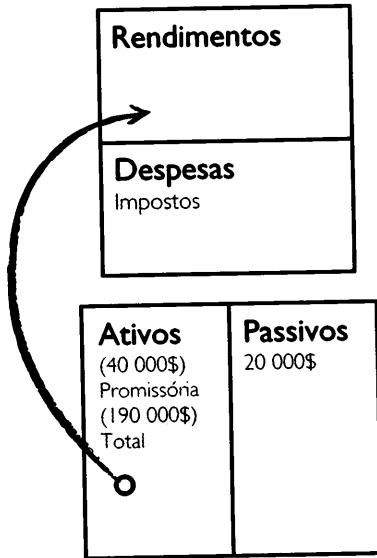 Rendimentos
Despesas
Impostos
Ativos
(40 000$)
Promissória
(190 000$)
Total
Passivos
20 000$